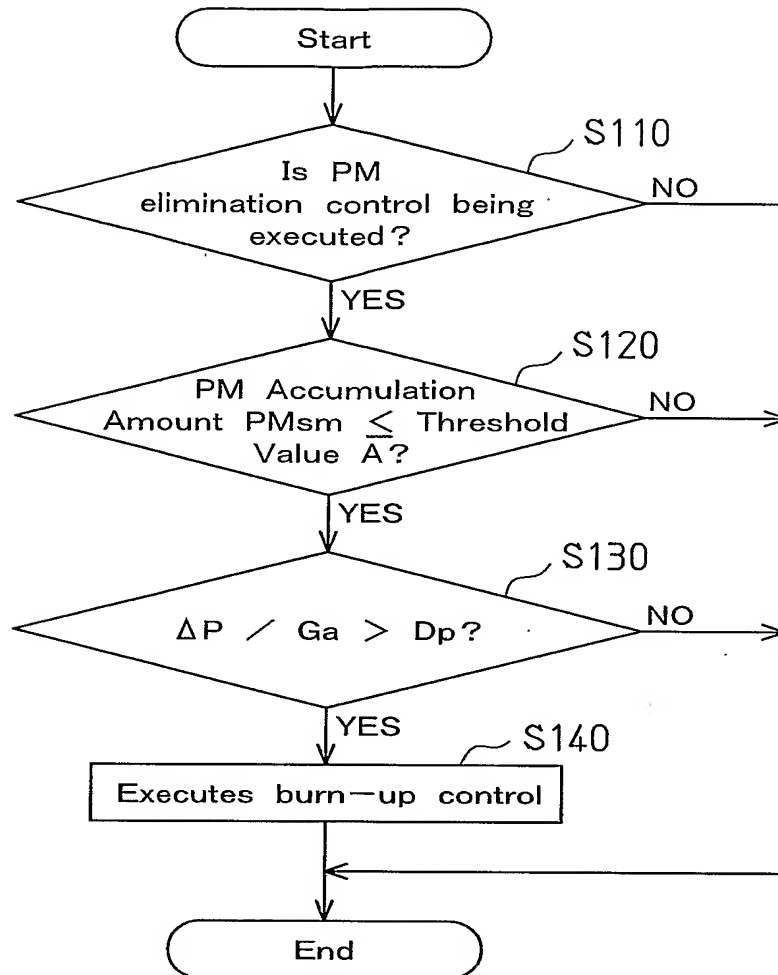 Start
S110
Is PM
elimination control being
executed?
NO
YES
S120
PM Accumulation
Amount PMsm ≤ Threshold
Value A?
NO
YES
S130
ΔP / Ga > Dp?
NO
YES
S140
Executes burn-up control
End